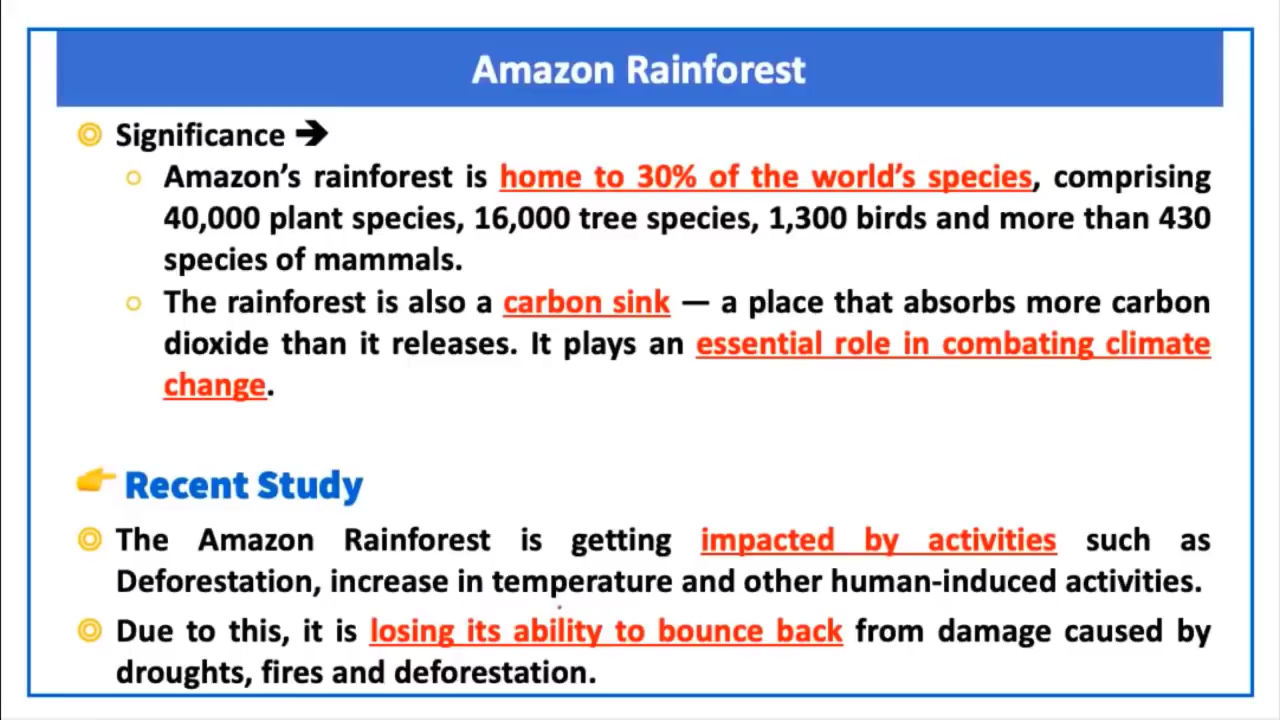 Amazon Rainforest
Significance ➔
Amazon’s rainforest is home to 30% of the world’s species, comprising
40,000 plant species, 16,000 tree species, 1,300 birds and more than 430
species of mammals.
The rainforest is also a carbon sink — a place that absorbs more carbon
dioxide than it releases. It plays an essential role in combating climate
change.
Recent Study
The Amazon Rainforest is getting impacted by activities such as
Deforestation, increase in temperature and other human-induced activities.
Due to this, it is losing its ability to bounce back from damage caused by
droughts, fires and deforestation.